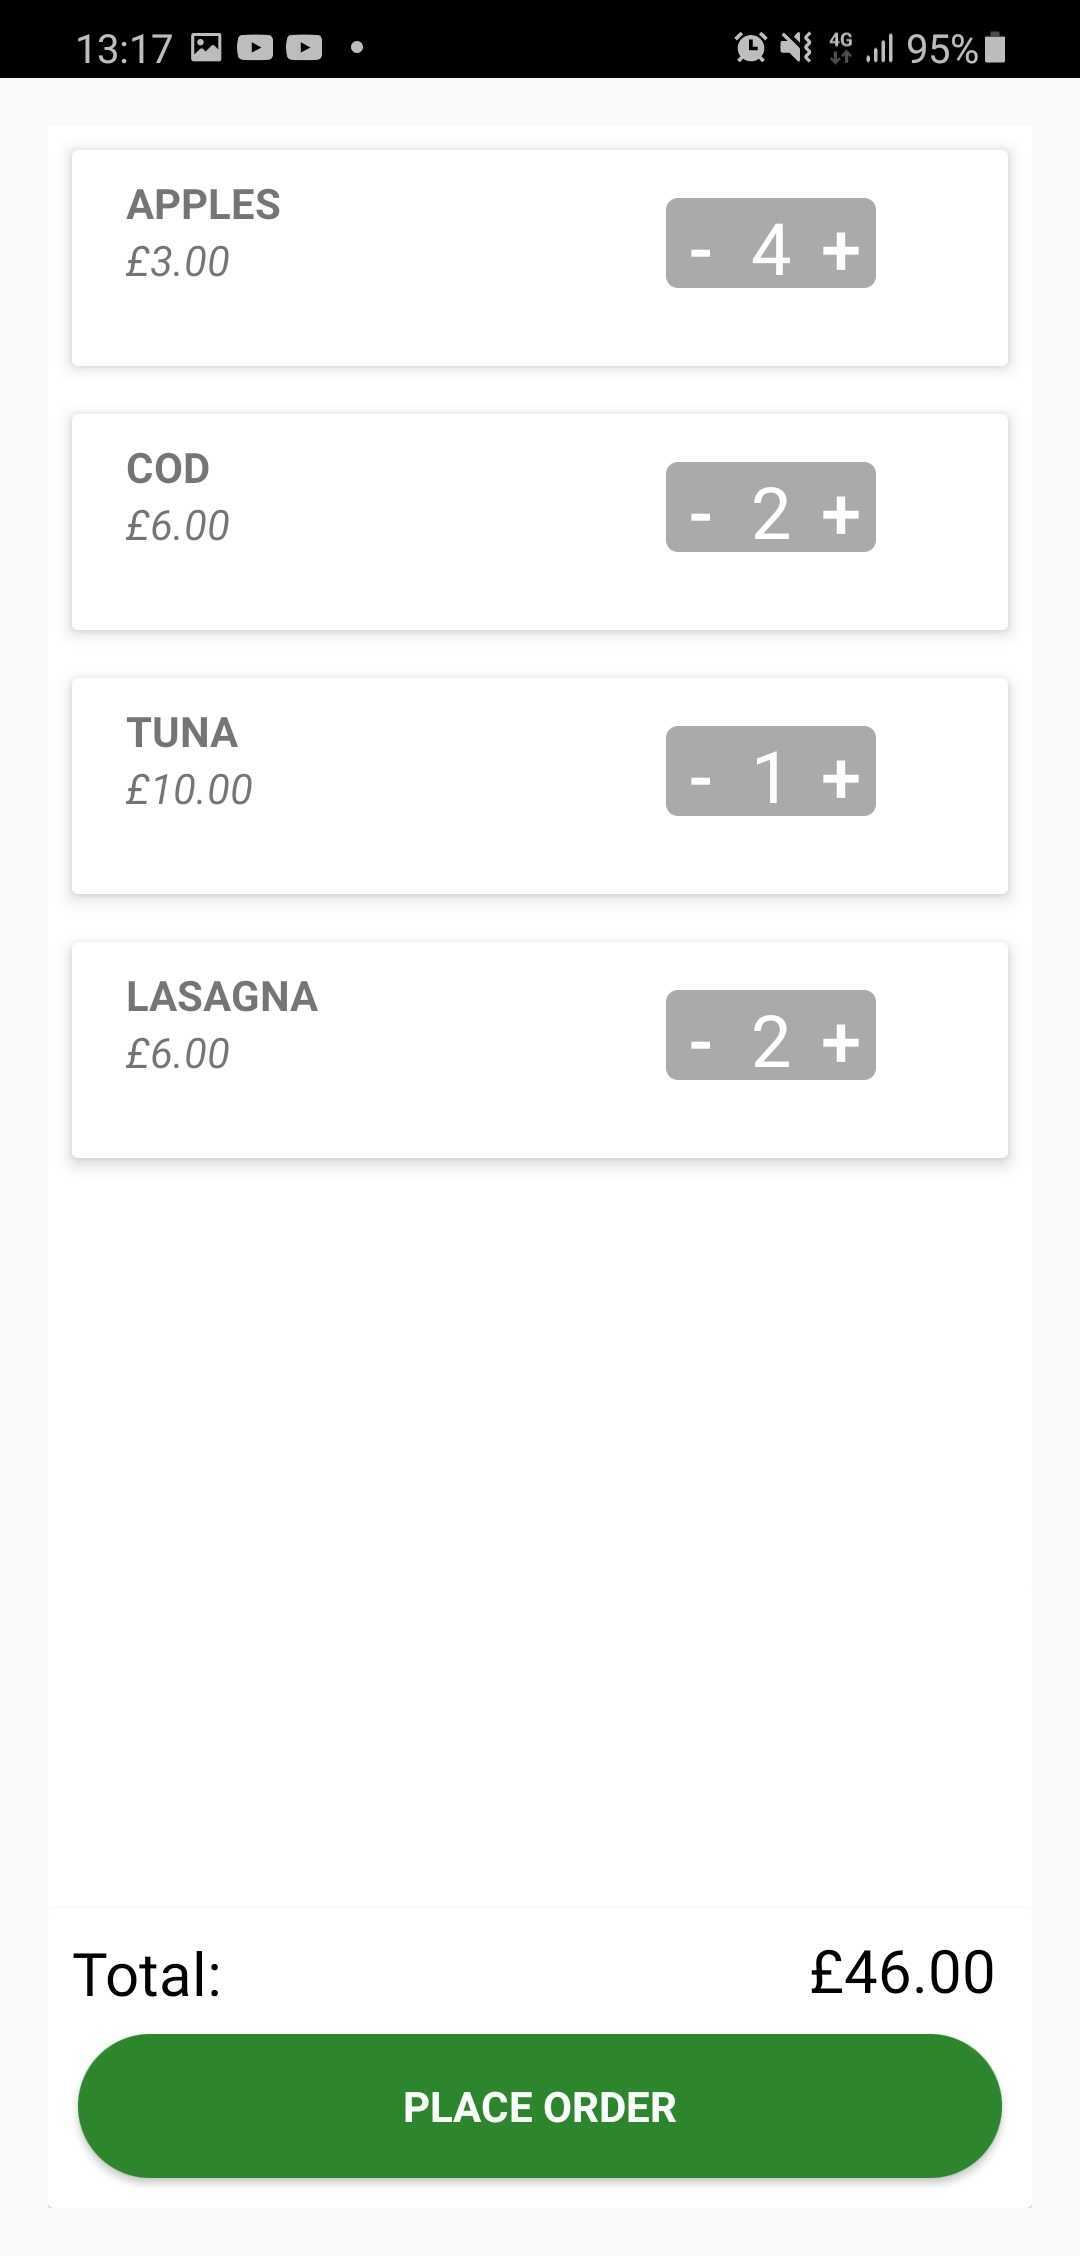 13:17 4G 95%
APPLES
£3.00
- 4 +
COD
£6.00
- 2 +
TUNA
£10.00
- 1 +
LASAGNA
£6.00
- 2 +
Total: £46.00
PLACE ORDER